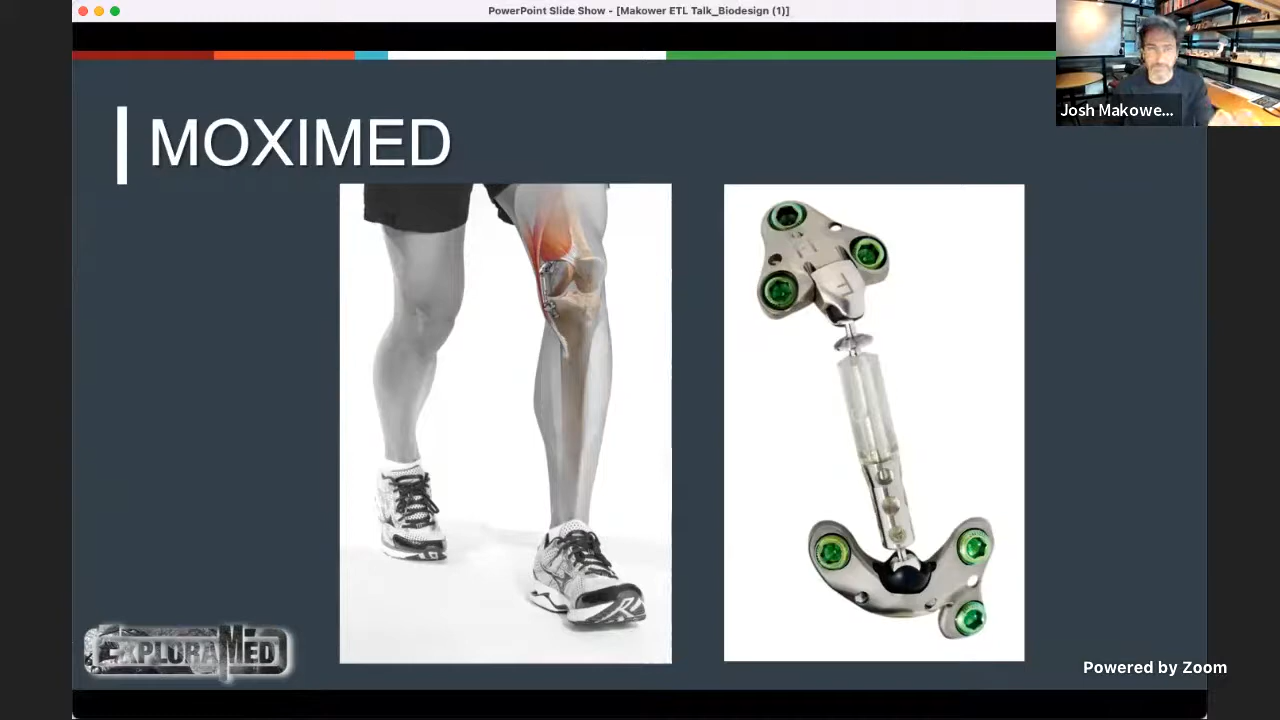 PowerPoint Slide Show - [Makower ETL Talk_Biodesign (1)]
Josh Makowe...
MOXIMED
EXPLORAMED
Powered by Zoom